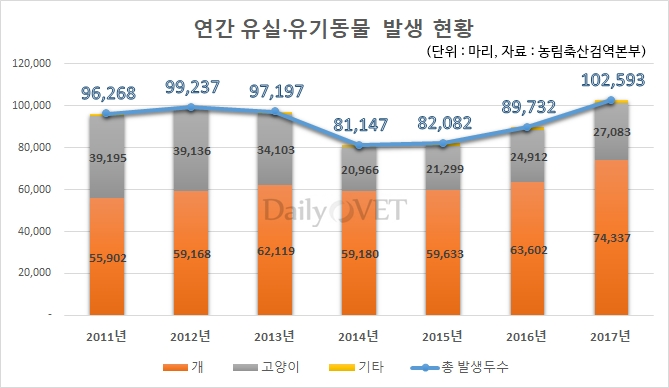 연간 유실·유기동물 발생 현황
(단위 : 마리, 자료 : 농림축산검역본부)
120,000
100,000
80,000
60,000
40,000
20,000
-
96,268
99,237
97,197
81,147
82,082
89,732
102,593
39,195
39,136
34,103
20,966
21,299
24,912
27,083
Daily VET
55,902
59,168
62,119
59,180
59,633
63,602
74,337
2011년
2012년
2013년
2014년
2015년
2016년
2017년
개
고양이
기타
총 발생두수